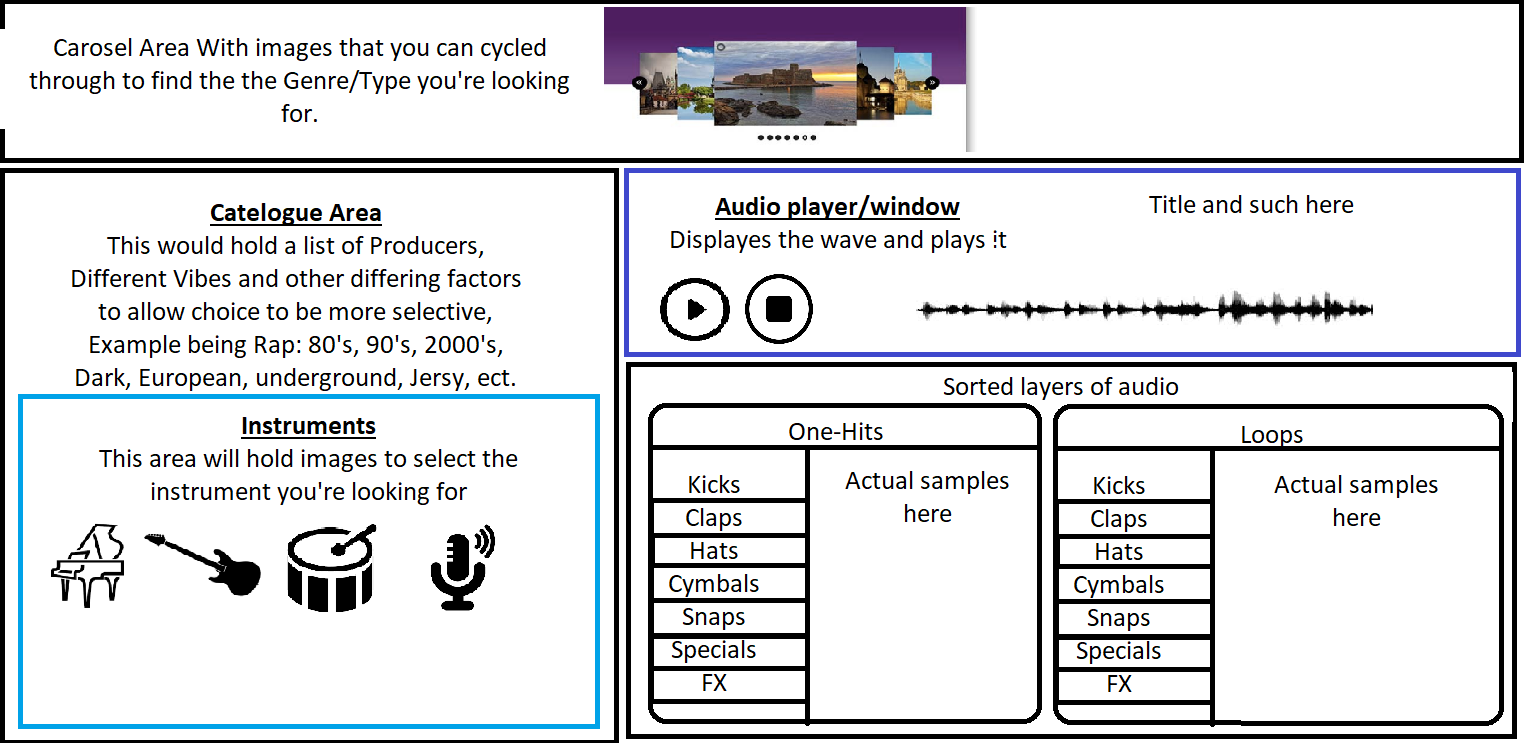 Carosel Area With images that you can cycled
through to find the the Genre/Type you're looking
for.
Catelogue Area
This would hold a list of Producers,
Different Vibes and other differing factors
to allow choice to be more selective,
Example being Rap: 80's, 90's, 2000's,
Dark, European, underground, Jersy, ect.
Instruments
This area will hold images to select the
instrument you're looking for
Audio player/window
Displayes the wave and plays it
Title and such here
Sorted layers of audio
One-Hits
Kicks
Claps
Hats
Cymbals
Snaps
Specials
FX
Actual samples
here
Loops
Kicks
Claps
Hats
Cymbals
Snaps
Specials
FX
Actual samples
here